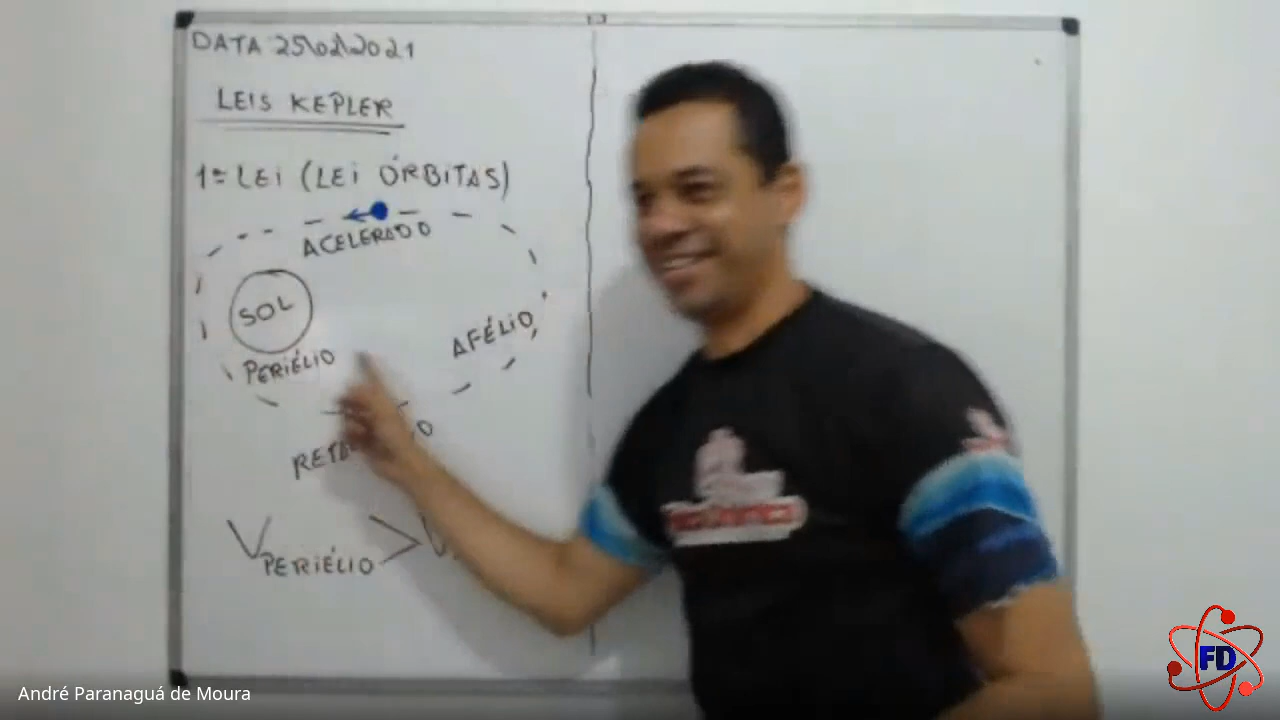 DATA 25\02\2021
LEIS KEPLER
1ª LEI (LEI ÓRBITAS)
ACELERADO
SOL
PERIÉLIO
AFÉLIO
V PERIÉLIO > V
André Paranaguá de Moura
FD